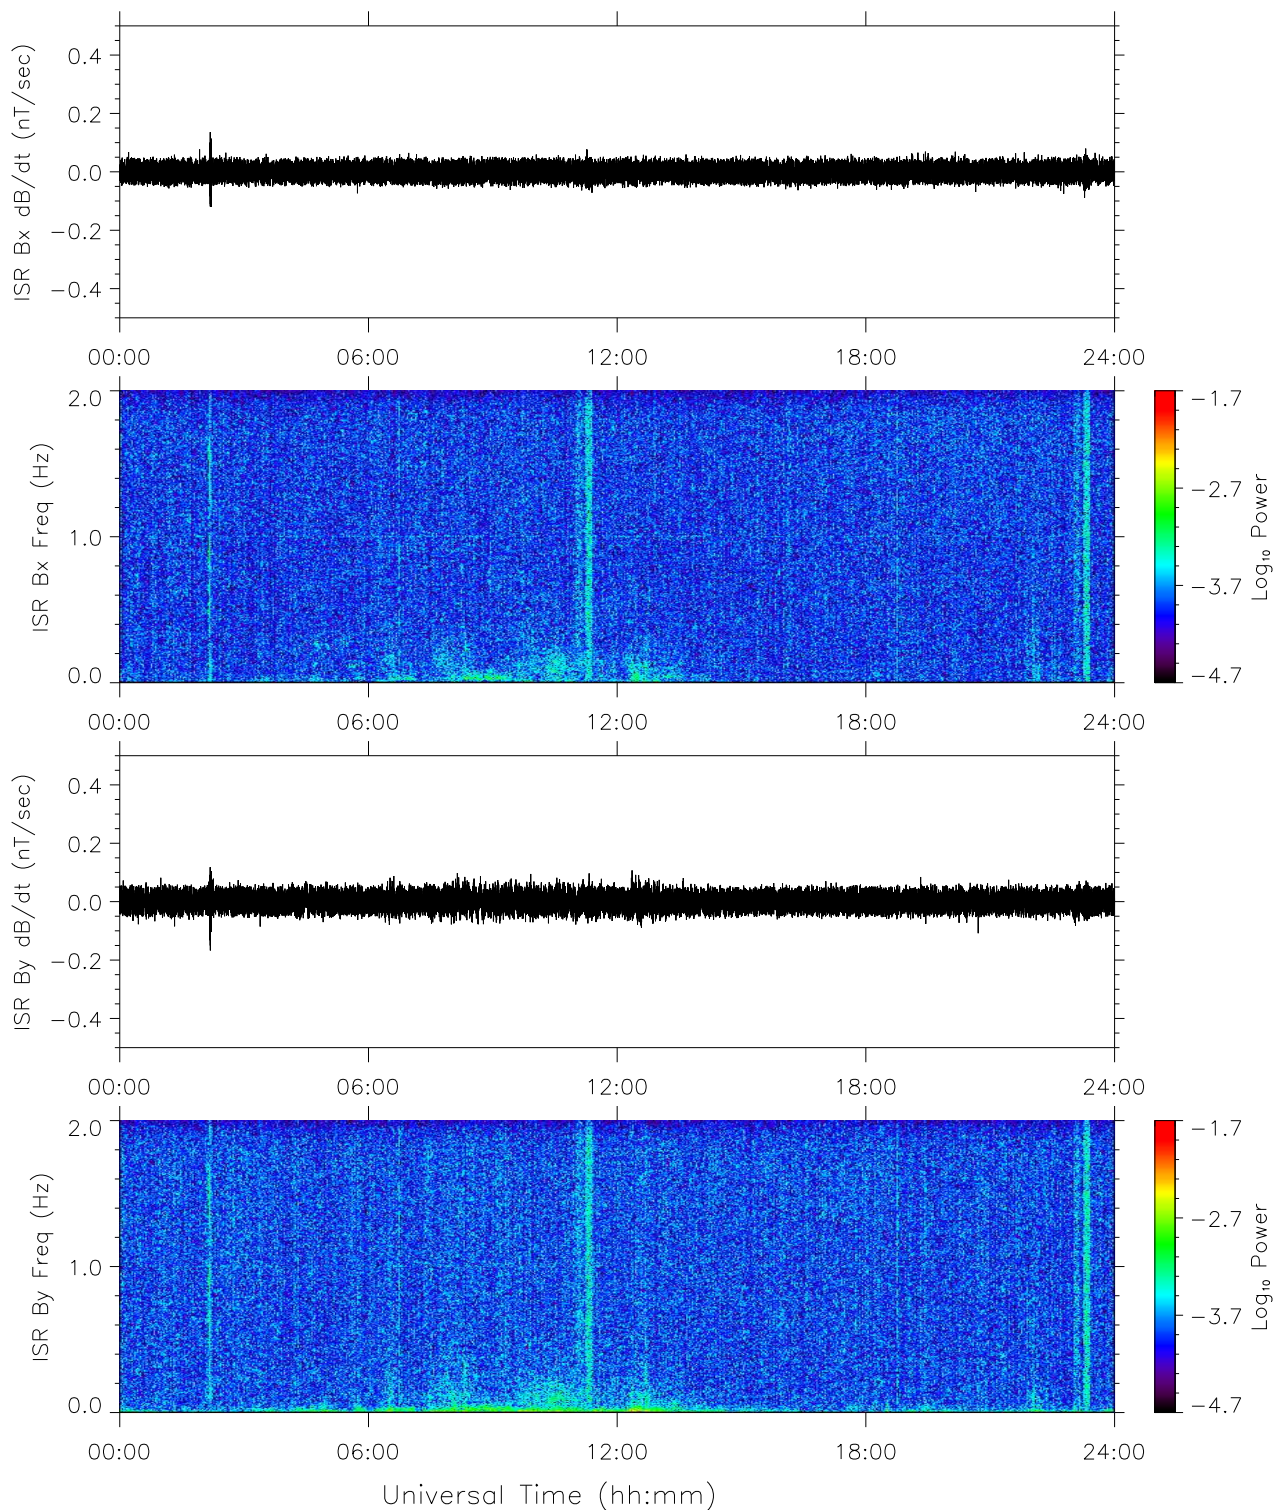 ISR Bx dB/dt (nT/sec)
0.4
0.2
0.0
−0.2
−0.4
00:00 06:00 12:00 18:00 24:00
ISR Bx Freq (Hz)
2.0
1.0
0.0
−1.7
−2.7
−3.7
−4.7
Log₁₀ Power
00:00 06:00 12:00 18:00 24:00
ISR By dB/dt (nT/sec)
0.4
0.2
0.0
−0.2
−0.4
00:00 06:00 12:00 18:00 24:00
ISR By Freq (Hz)
2.0
1.0
0.0
−1.7
−2.7
−3.7
−4.7
Log₁₀ Power
00:00 06:00 12:00 18:00 24:00
Universal Time (hh:mm)